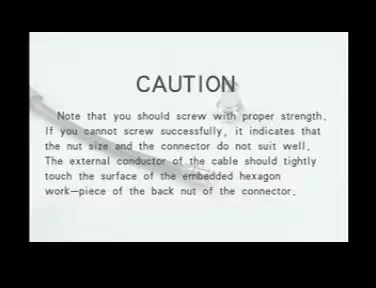 CAUTION
Note that you should screw with proper strength.
If you cannot screw successfully, it indicates that
the nut size and the connector do not suit well.
The external conductor of the cable should tightly
touch the surface of the embedded hexagon
work-piece of the back nut of the connector.